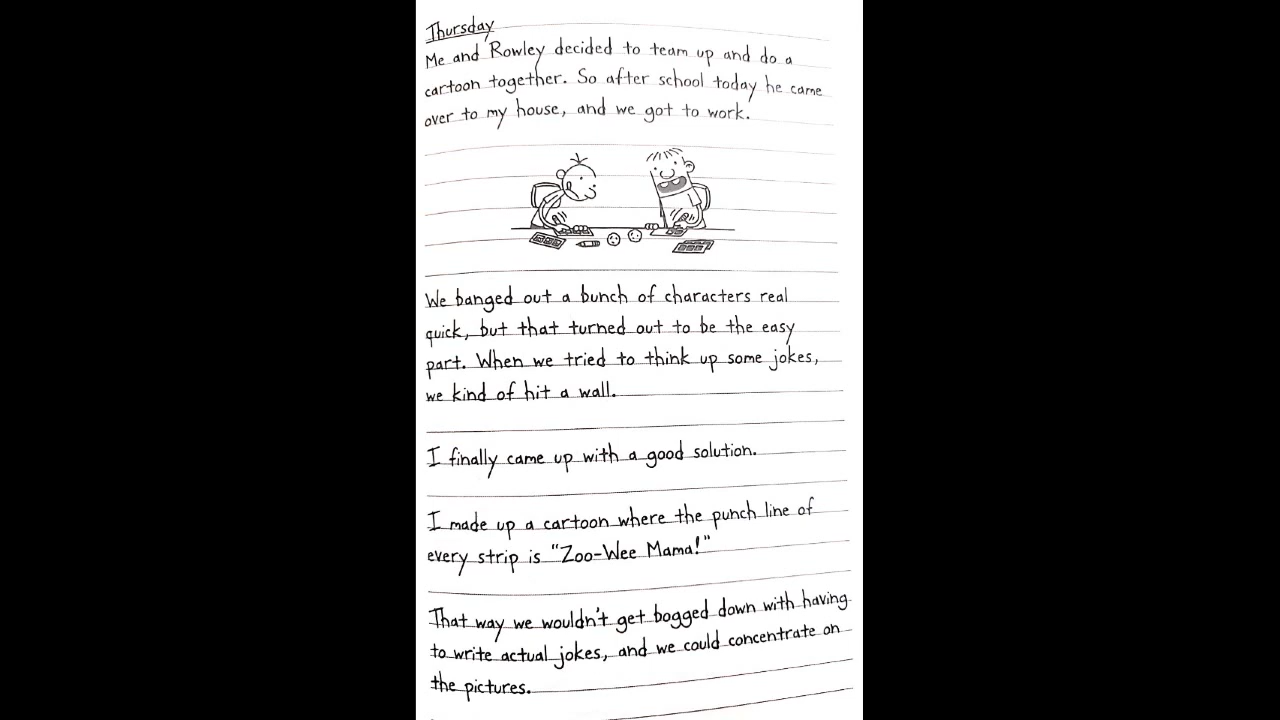 Thursday
Me and Rowley decided to team up and do a
cartoon together. So after school today he came
over to my house, and we got to work.
We banged out a bunch of characters real
quick, but that turned out to be the easy
part. When we tried to think up some jokes,
we kind of hit a wall.
I finally came up with a good solution.
I made up a cartoon where the punch line of
every strip is "Zoo-Wee Mama!"
That way we wouldn't get bogged down with having
to write actual jokes, and we could concentrate on
the pictures.